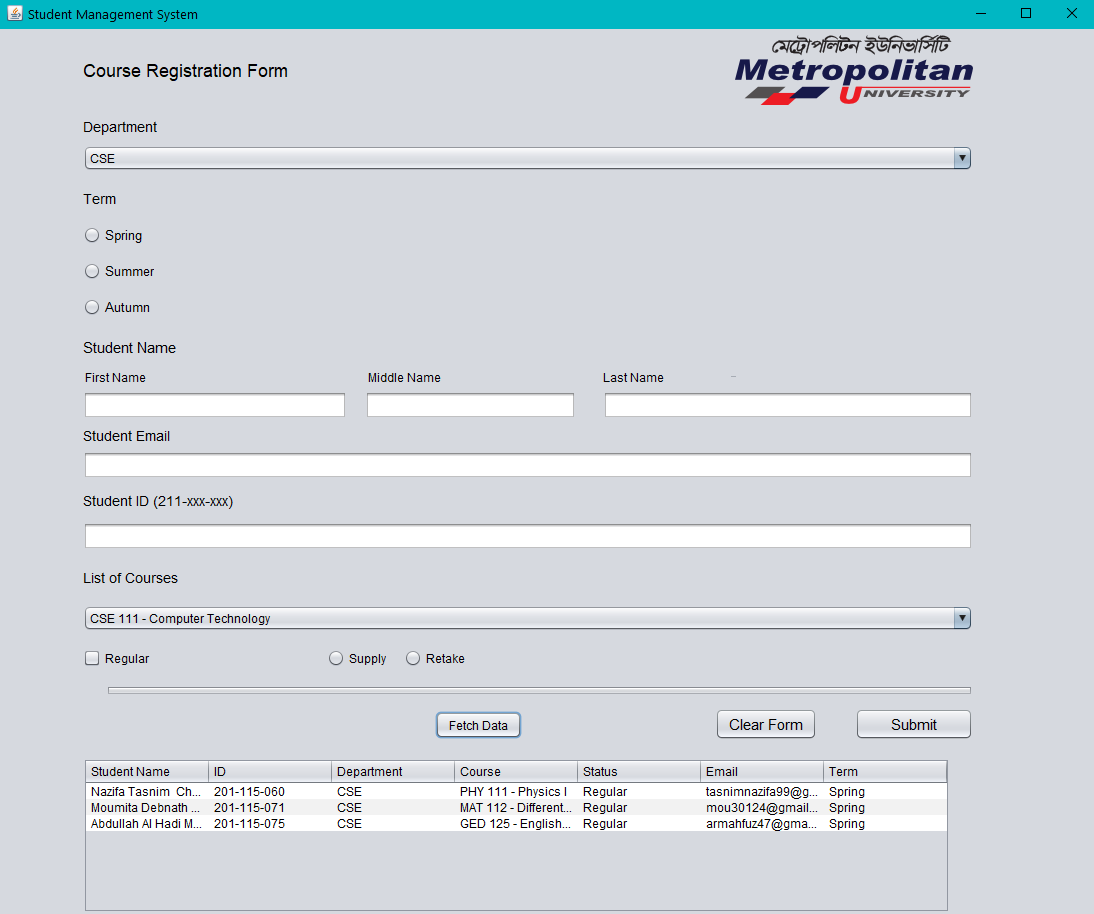 Student Management System
মেট্রোপলিটন ইউনিভার্সিটি
Metropolitan
UNIVERSITY
Course Registration Form
Department
CSE
Term
Spring
Summer
Autumn
Student Name
First Name Middle Name Last Name
Student Email
Student ID (211-xxx-xxx)
List of Courses
CSE 111 - Computer Technology
Regular Supply Retake
Fetch Data Clear Form Submit
Student Name ID Department Course Status Email Term
Nazifa Tasnim Ch... 201-115-060 CSE PHY 111 - Physics I Regular tasnimnazifa99@g... Spring
Moumita Debnath ... 201-115-071 CSE MAT 112 - Different... Regular mou30124@gmail... Spring
Abdullah Al Hadi M... 201-115-075 CSE GED 125 - English... Regular armahfuz47@gma... Spring